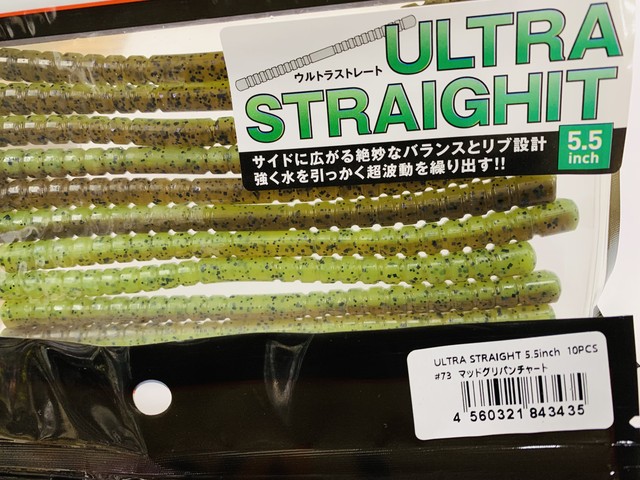 ウルトラストレート
ULTRA
STRAIGHIT
サイドに広がる絶妙なバランスとリブ設計
強く水を引っかく超波動を繰り出す!!
5.5
inch
ULTRA STRAIGHT 5.5inch 10PCS
#73 マッドグリパンチャート
4 560321 843435